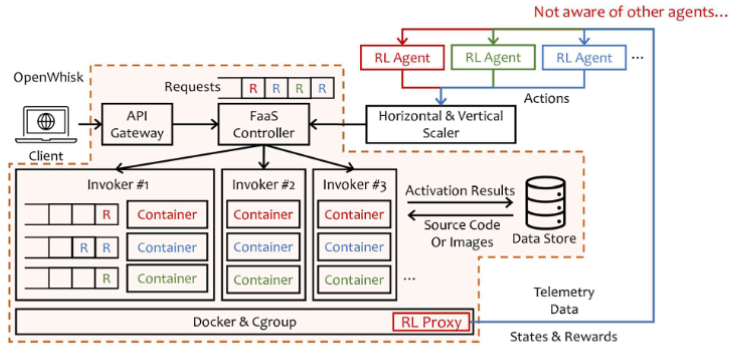 Not aware of other agents...
RL Agent
RL Agent
RL Agent
...
Actions
OpenWhisk
Requests
R
R
R
R
Client
API
Gateway
FaaS
Controller
Horizontal & Vertical
Scaler
Invoker #1
Invoker #2
Invoker #3
R
Container
Container
Container
R
R
Container
Container
Container
R
Container
Container
Container
...
Activation Results
Source Code
Or Images
Data Store
Docker & Cgroup
RL Proxy
Telemetry
Data
States & Rewards